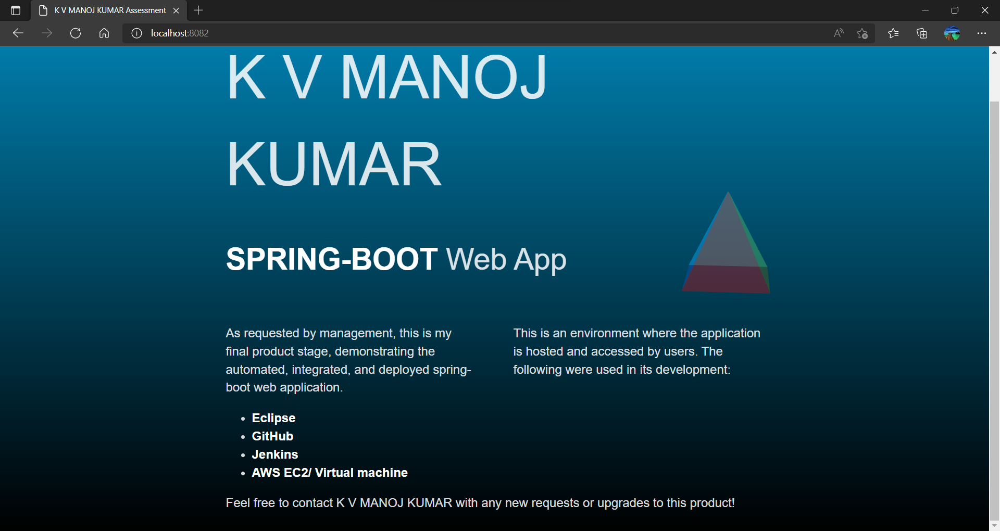 K V MANOJ KUMAR Assessment
localhost:8082
K V MANOJ
KUMAR
SPRING-BOOT Web App
As requested by management, this is my
final product stage, demonstrating the
automated, integrated, and deployed spring-
boot web application.
This is an environment where the application
is hosted and accessed by users. The
following were used in its development:
• Eclipse
• GitHub
• Jenkins
• AWS EC2/ Virtual machine
Feel free to contact K V MANOJ KUMAR with any new requests or upgrades to this product!